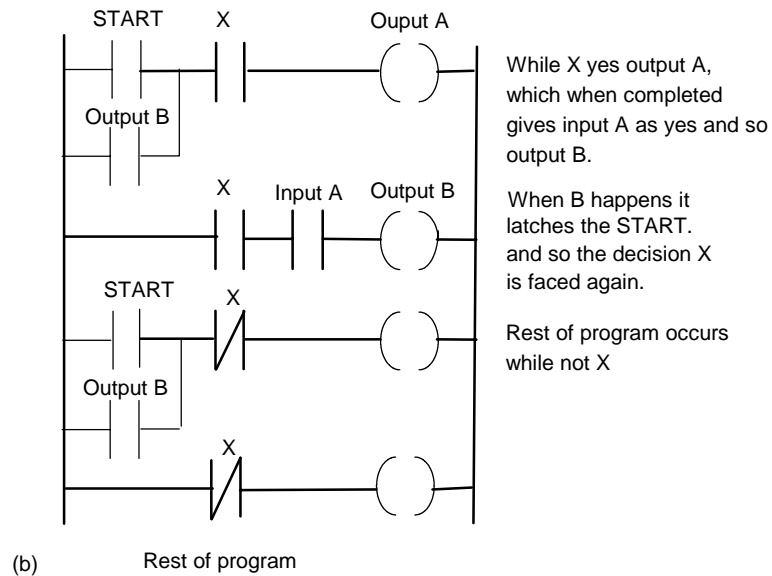 START X Ouput A
While X yes output A,
which when completed
gives input A as yes and so
output B.
Output B
X Input A Output B
When B happens it
latches the START.
and so the decision X
is faced again.
START
X
Rest of program occurs
while not X
Output B
X
(b) Rest of program